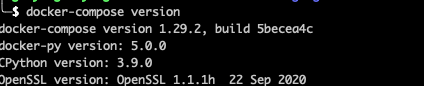 $ docker-compose version
docker-compose version 1.29.2, build 5becea4c
docker-py version: 5.0.0
CPython version: 3.9.0
OpenSSL version: OpenSSL 1.1.1h  22 Sep 2020